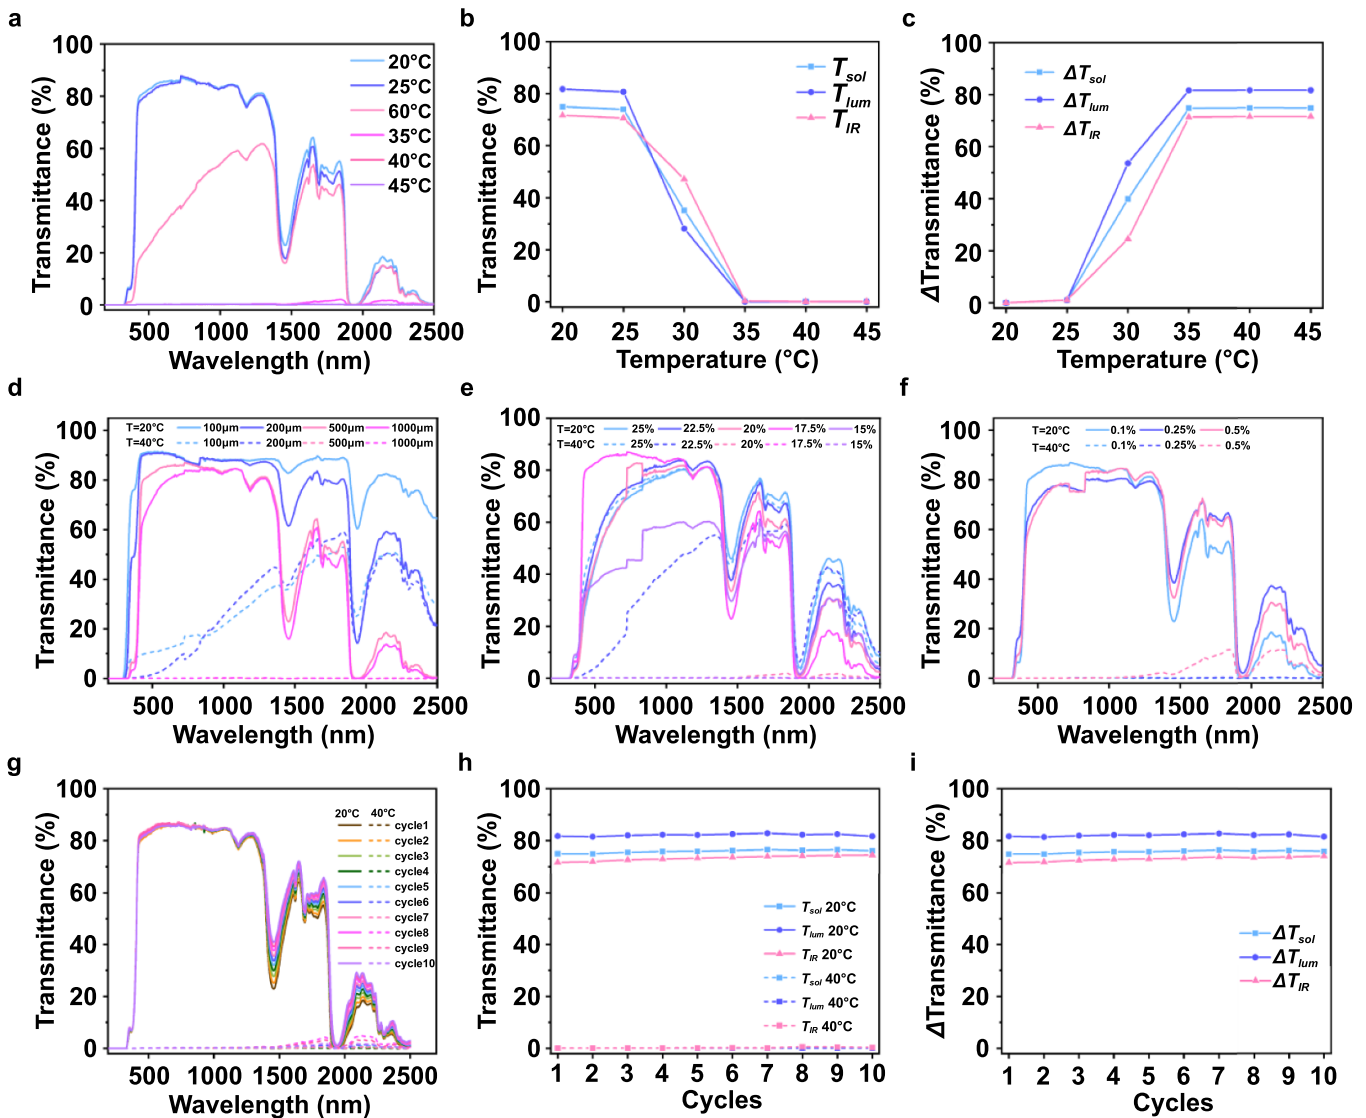 a
100
80
60
40
20
0
Transmittance (%)
500 1000 1500 2000 2500
Wavelength (nm)
20°C
25°C
60°C
35°C
40°C
45°C
b
100
80
60
40
20
0
Transmittance (%)
20 25 30 35 40 45
Temperature (°C)
Tsol
Tlum
TIR
c
100
80
60
40
20
0
ΔTransmittance (%)
20 25 30 35 40 45
Temperature (°C)
ΔTsol
ΔTlum
ΔTIR
d
100
80
60
40
20
0
Transmittance (%)
500 1000 1500 2000 2500
Wavelength (nm)
T=20°C 100μm 200μm 500μm 1000μm
T=40°C 100μm 200μm 500μm 1000μm
e
100
80
60
40
20
0
Transmittance (%)
500 1000 1500 2000 2500
Wavelength (nm)
T=20°C 25% 22.5% 20% 17.5% 15%
T=40°C 25% 22.5% 20% 17.5% 15%
f
100
80
60
40
20
0
Transmittance (%)
500 1000 1500 2000 2500
Wavelength (nm)
T=20°C 0.1% 0.25% 0.5%
T=40°C 0.1% 0.25% 0.5%
g
100
80
60
40
20
0
Transmittance (%)
500 1000 1500 2000 2500
Wavelength (nm)
20°C 40°C
cycle1
cycle2
cycle3
cycle4
cycle5
cycle6
cycle7
cycle8
cycle9
cycle10
h
100
80
60
40
20
0
Transmittance (%)
1 2 3 4 5 6 7 8 9 10
Cycles
Tsol 20°C
Tlum 20°C
TIR 20°C
Tsol 40°C
Tlum 40°C
TIR 40°C
i
100
80
60
40
20
0
ΔTransmittance (%)
1 2 3 4 5 6 7 8 9 10
Cycles
ΔTsol
ΔTlum
ΔTIR